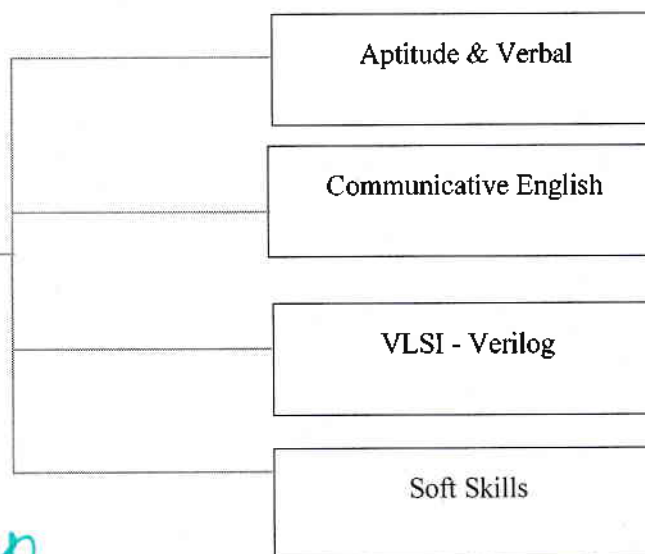 Aptitude & Verbal
Communicative English
VLSI - Verilog
Soft Skills